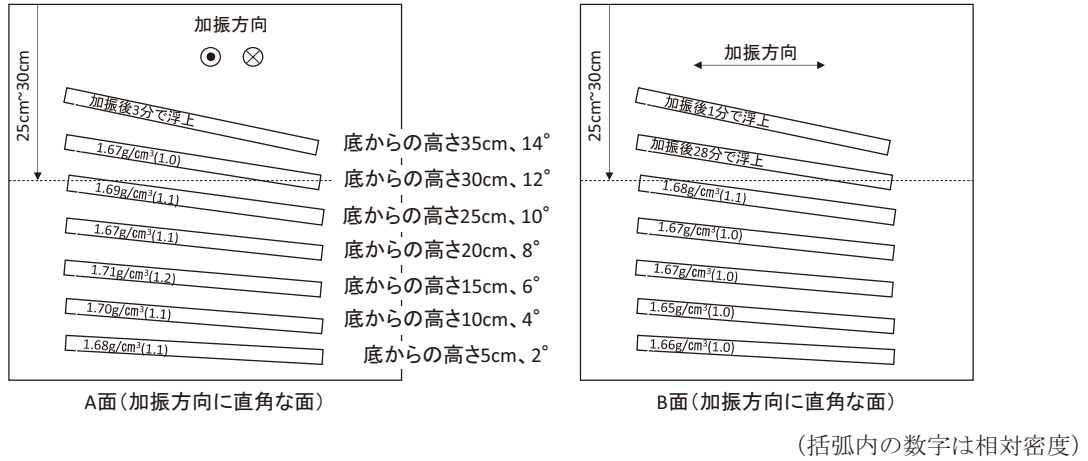 加振方向
25cm~30cm
加振後3分で浮上
底からの高さ35cm、14°
1.67g/cm³(1.0)
底からの高さ30cm、12°
1.69g/cm³(1.1)
底からの高さ25cm、10°
1.67g/cm³(1.1)
底からの高さ20cm、8°
1.71g/cm³(1.2)
底からの高さ15cm、6°
1.70g/cm³(1.1)
底からの高さ10cm、4°
1.68g/cm³(1.1)
底からの高さ5cm、2°
A面(加振方向に直角な面)
加振方向
25cm~30cm
加振後1分で浮上
加振後28分で浮上
1.68g/cm³(1.1)
1.67g/cm³(1.0)
1.67g/cm³(1.0)
1.65g/cm³(1.0)
1.66g/cm³(1.0)
B面(加振方向に直角な面)
(括弧内の数字は相対密度)